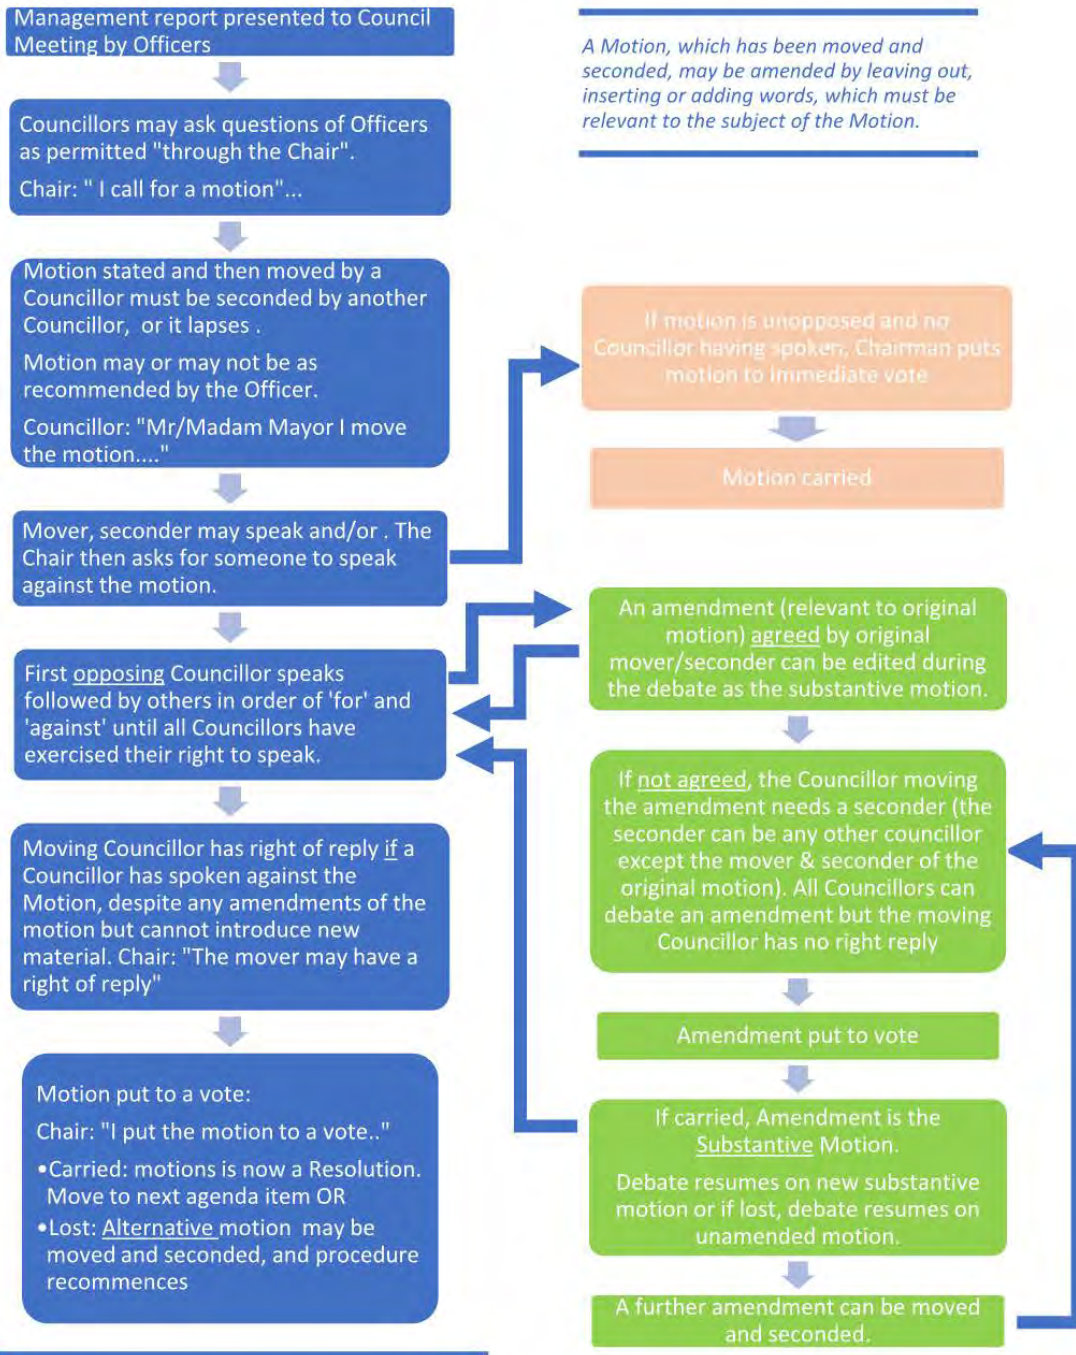 Management report presented to Council
Meeting by Officers
Councillors may ask questions of Officers
as permitted "through the Chair".
Chair: " I call for a motion"...
Motion stated and then moved by a
Councillor must be seconded by another
Councillor,  or it lapses .
Motion may or may not be as
recommended by the Officer.
Councillor: "Mr/Madam Mayor I move
the motion...."
Mover, seconder may speak and/or . The
Chair then asks for someone to speak
against the motion.
First opposing Councillor speaks
followed by others in order of 'for' and
'against' until all Councillors have
exercised their right to speak.
Moving Councillor has right of reply if a
Councillor has spoken against the
Motion, despite any amendments of the
motion but cannot introduce new
material. Chair: "The mover may have a
right of reply"
Motion put to a vote:
Chair: "I put the motion to a vote.."
•Carried: motions is now a Resolution.
Move to next agenda item OR
•Lost: Alternative motion  may be
moved and seconded, and procedure
recommences
A Motion, which has been moved and
seconded, may be amended by leaving out,
inserting or adding words, which must be
relevant to the subject of the Motion.
If motion is unopposed and no
Councillor having spoken, Chairman puts
motion to immediate vote
Motion carried
An amendment (relevant to original
motion) agreed by original
mover/seconder can be edited during
the debate as the substantive motion.
If not agreed, the Councillor moving
the amendment needs a seconder (the
seconder can be any other councillor
except the mover & seconder of the
original motion). All Councillors can
debate an amendment but the moving
Councillor has no right reply
Amendment put to vote
If carried, Amendment is the
Substantive Motion.
Debate resumes on new substantive
motion or if lost, debate resumes on
unamended motion.
A further amendment can be moved
and seconded.